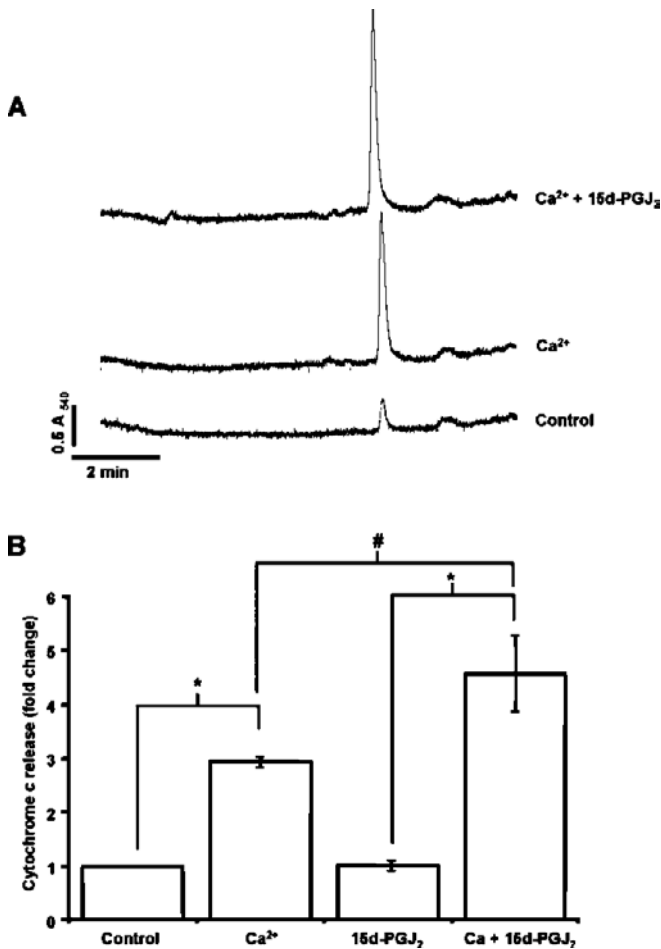 A
Ca²⁺ + 15d-PGJ₂
Ca²⁺
Control
0.5 A 540
2 min
B
#
*
*
6
5
4
3
2
1
0
Cytochrome c release (fold change)
Control Ca²⁺ 15d-PGJ₂ Ca + 15d-PGJ₂